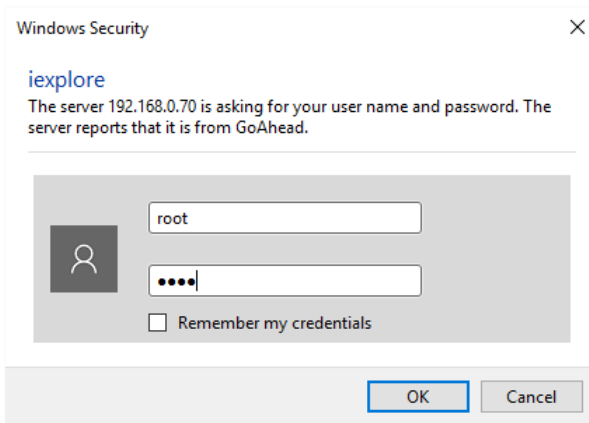 Windows Security
iexplore
The server 192.168.0.70 is asking for your user name and password. The
server reports that it is from GoAhead.
root
••••
Remember my credentials
OK
Cancel